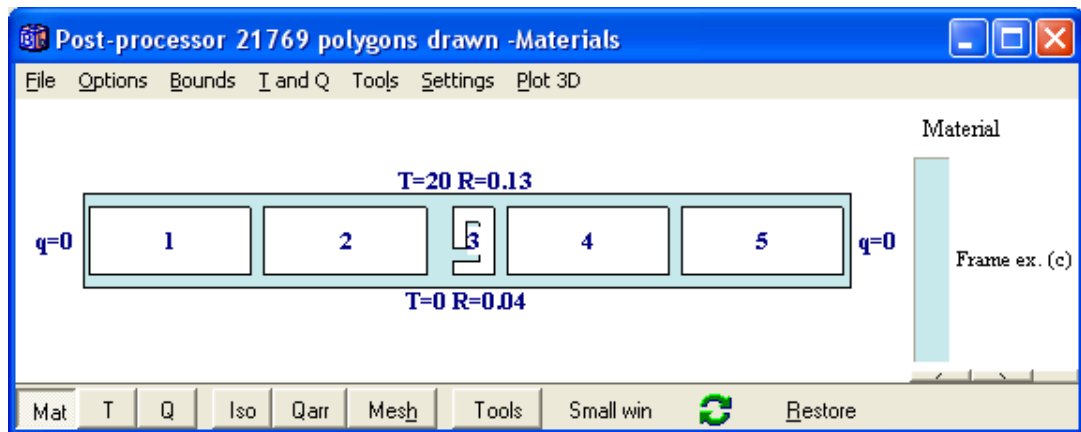 Post-processor 21769 polygons drawn -Materials
File Options Bounds T and Q Tools Settings Plot 3D
Material
T=20 R=0.13
q=0 1 2 3 4 5 q=0
Frame ex. (c)
T=0 R=0.04
Mat T Q Iso Qarr Mesh Tools Small win Restore